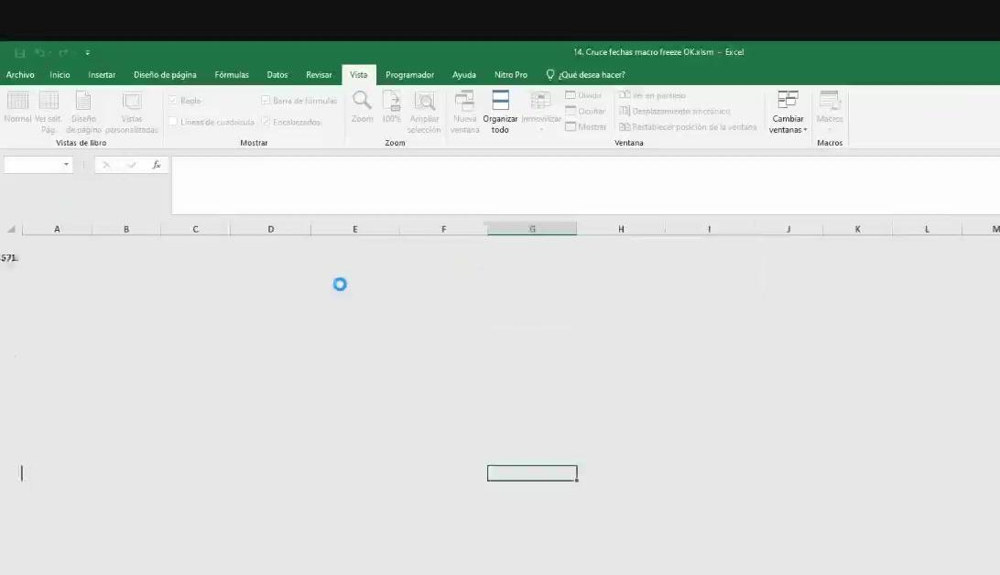 14. Cruce fechas macro freeze OK.xlsm - Excel
Archivo Inicio Insertar Diseño de página Fórmulas Datos Revisar Vista Programador Ayuda Nitro Pro ¿Qué desea hacer?
Normal Ver salt. Pág. Diseño de página Vistas personalizadas
Vistas de libro
Regla Barra de fórmulas
Líneas de cuadrícula Encabezados
Mostrar
Zoom 100% Ampliar selección
Zoom
Nueva ventana Organizar todo Inmovilizar
Dividir
Ocultar
Mostrar
Ver en paralelo
Desplazamiento sincrónico
Restablecer posición de la ventana
Ventana
Cambiar ventanas
Macros
Macros
fx
A B C D E F G H I J K L M
571